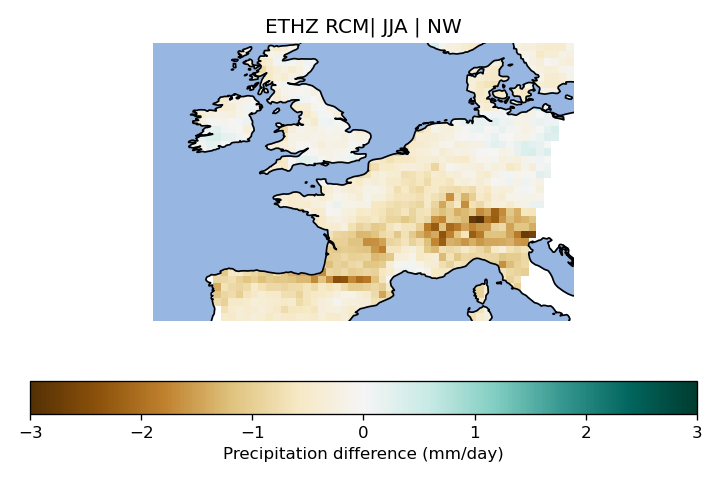 ETHZ RCM| JJA | NW
−3 −2 −1 0 1 2 3
Precipitation difference (mm/day)